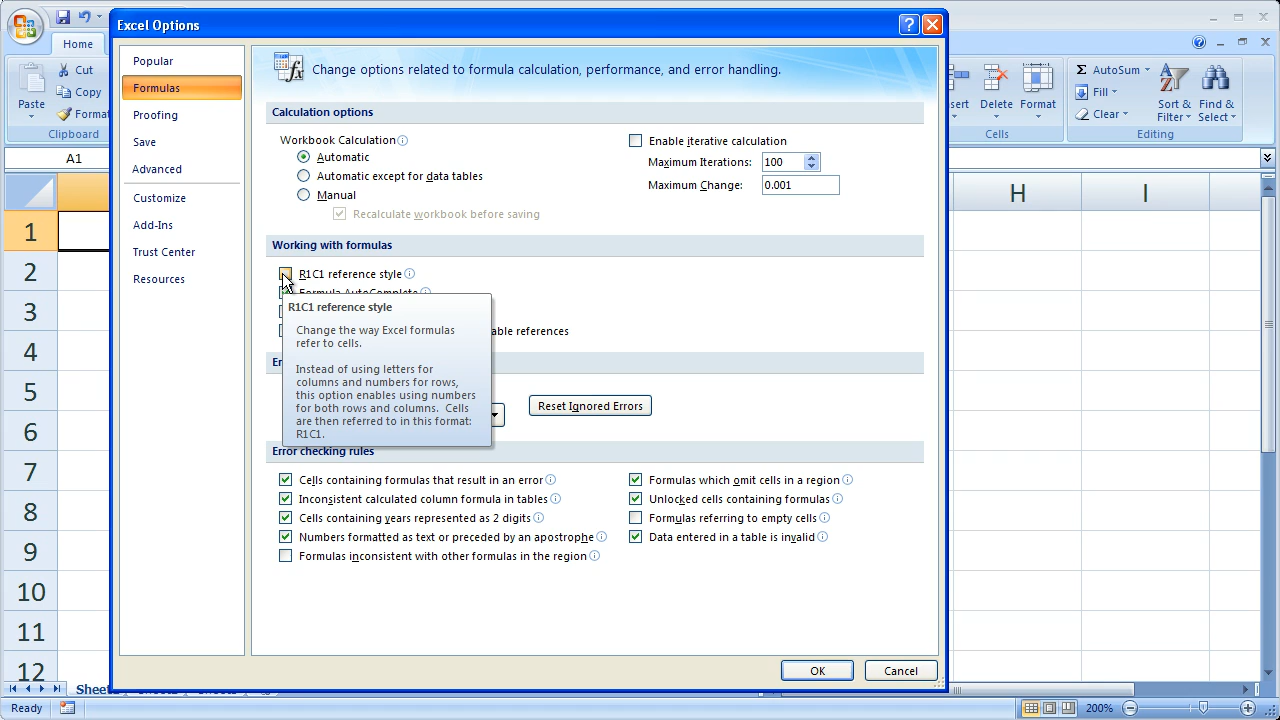 Excel Options
Home
Paste
Cut
Copy
Format
Clipboard
A1
Popular
Formulas
Proofing
Save
Advanced
Customize
Add-Ins
Trust Center
Resources
Change options related to formula calculation, performance, and error handling.
Calculation options
Workbook Calculation
Automatic
Automatic except for data tables
Manual
Recalculate workbook before saving
Enable iterative calculation
Maximum Iterations: 100
Maximum Change: 0.001
Working with formulas
R1C1 reference style
Formula AutoComplete
able references
R1C1 reference style
Change the way Excel formulas
refer to cells.
Instead of using letters for
columns and numbers for rows,
this option enables using numbers
for both rows and columns. Cells
are then referred to in this format:
R1C1.
Er
Reset Ignored Errors
Error checking rules
Cells containing formulas that result in an error
Inconsistent calculated column formula in tables
Cells containing years represented as 2 digits
Numbers formatted as text or preceded by an apostrophe
Formulas inconsistent with other formulas in the region
Formulas which omit cells in a region
Unlocked cells containing formulas
Formulas referring to empty cells
Data entered in a table is invalid
OK
Cancel
sert
Delete
Format
Cells
Σ AutoSum
Fill
Clear
Sort &
Filter
Find &
Select
Editing
H
I
1
2
3
4
5
6
7
8
9
10
11
12
Ready
200%